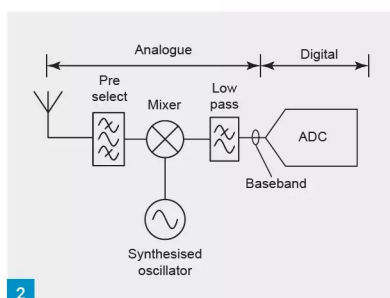 Analogue
Digital
Pre
select
Mixer
Low
pass
ADC
Baseband
Synthesised
oscillator
2